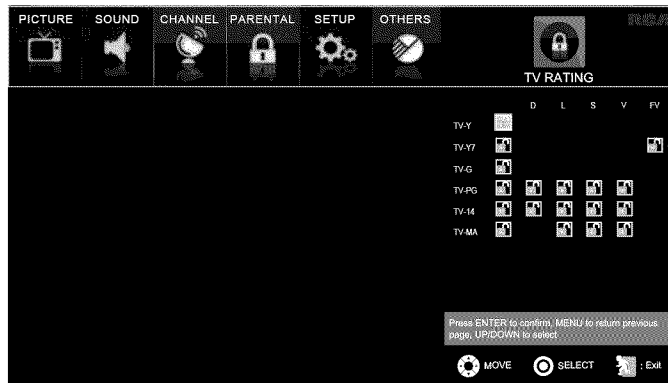 PICTURE SOUND CHANNEL PARENTAL SETUP OTHERS
RCA
TV RATING
D L S V FV
TV-Y
TV-Y7
TV-G
TV-PG
TV-14
TV-MA
Press ENTER to confirm, MENU to return previous
page, UP/DOWN to select
MOVE SELECT : Exit